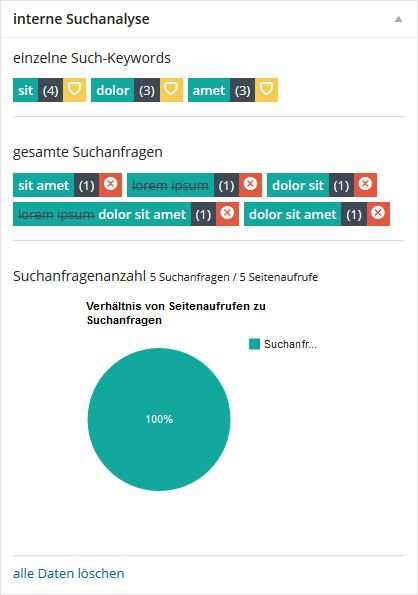 interne Suchanalyse
einzelne Such-Keywords
sit (4) dolor (3) amet (3)
gesamte Suchanfragen
sit amet (1) lorem ipsum (1) dolor sit (1)
lorem ipsum dolor sit amet (1) dolor sit amet (1)
Suchanfragenanzahl 5 Suchanfragen / 5 Seitenaufrufe
Verhältnis von Seitenaufrufen zu
Suchanfragen
Suchanfr...
100%
alle Daten löschen